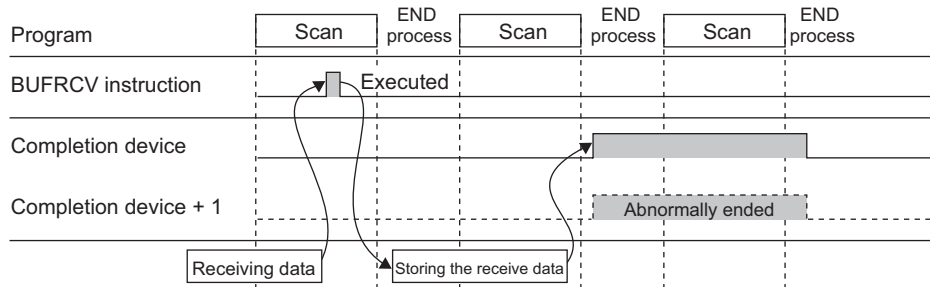 Program
Scan
END
process
Scan
END
process
Scan
END
process
BUFRCV instruction
Executed
Completion device
Completion device + 1
Abnormally ended
Receiving data
Storing the receive data